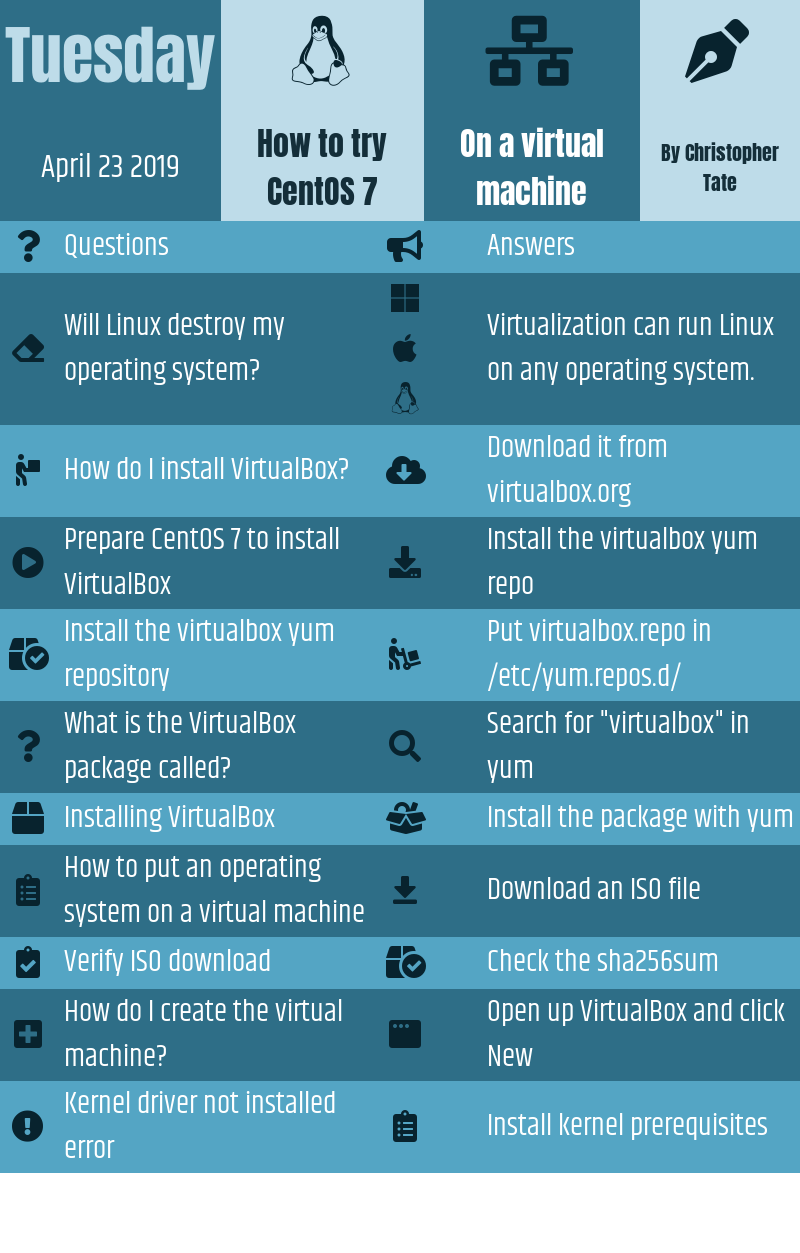 Tuesday
April 23 2019
How to try
CentOS 7
On a virtual
machine
By Christopher
Tate
Questions
Answers
Will Linux destroy my
operating system?
Virtualization can run Linux
on any operating system.
How do I install VirtualBox?
Download it from
virtualbox.org
Prepare CentOS 7 to install
VirtualBox
Install the virtualbox yum
repo
Install the virtualbox yum
repository
Put virtualbox.repo in
/etc/yum.repos.d/
What is the VirtualBox
package called?
Search for "virtualbox" in
yum
Installing VirtualBox
Install the package with yum
How to put an operating
system on a virtual machine
Download an ISO file
Verify ISO download
Check the sha256sum
How do I create the virtual
machine?
Open up VirtualBox and click
New
Kernel driver not installed
error
Install kernel prerequisites